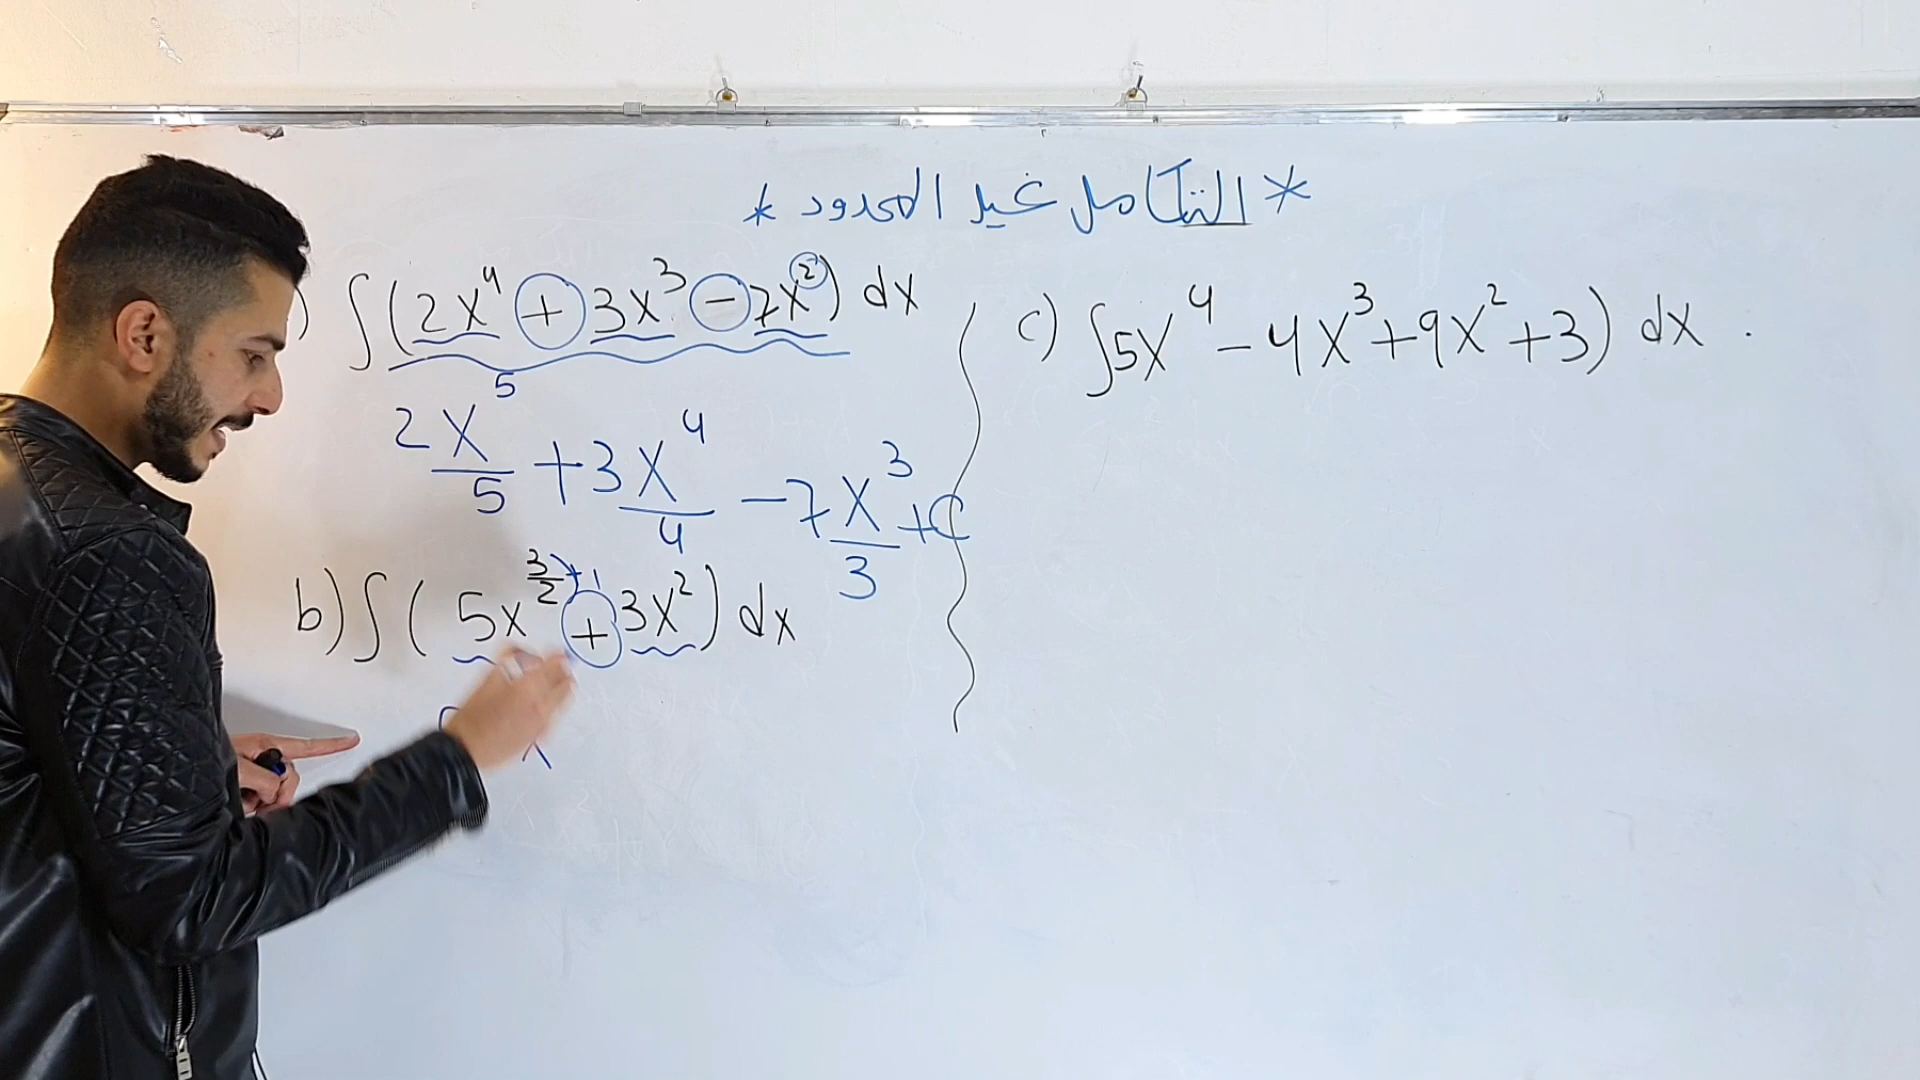 * التكامل غير المحدود *
) ∫(2x⁴ + 3x³ − 7x²) dx
2x⁵/5 + 3x⁴/4 − 7x³/3 + C
b) ∫( 5x^(3/2)+1 + 3x²) dx
x
c) ∫5x⁴ − 4x³ + 9x² + 3) dx .